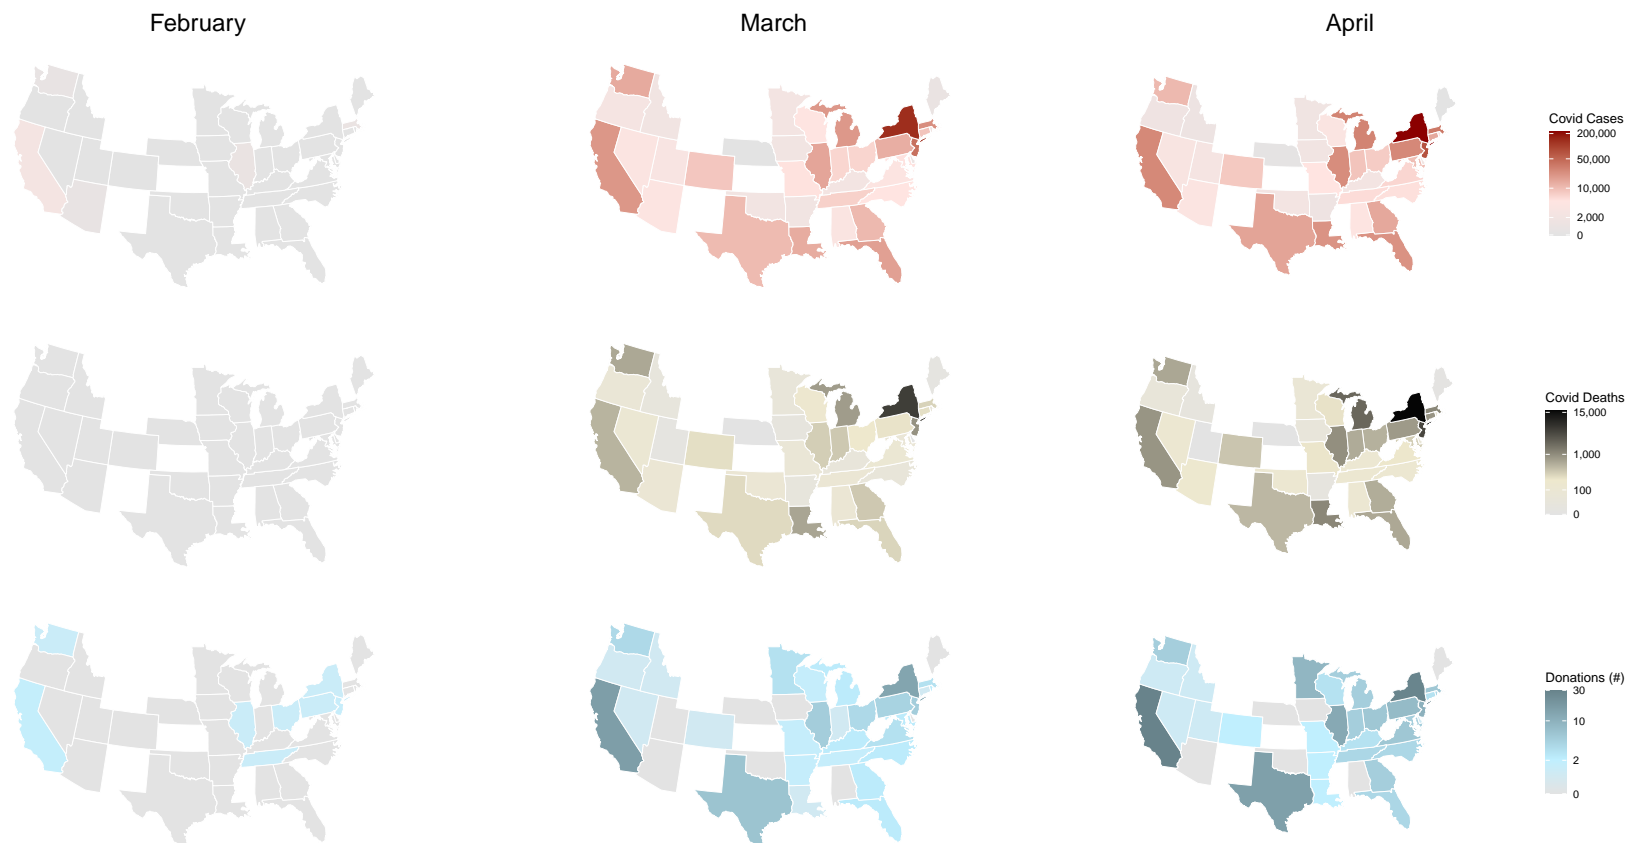 February
March
April
Covid Cases
200,000
50,000
10,000
2,000
0
Covid Deaths
15,000
1,000
100
0
Donations (#)
30
10
2
0